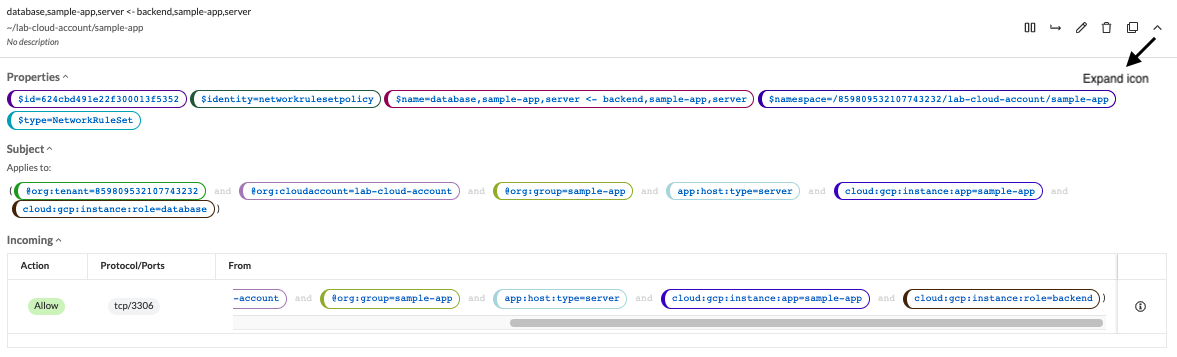 database,sample-app,server <- backend,sample-app,server
~/lab-cloud-account/sample-app
No description
Expand icon
Properties
$id=624cbd491e22f300013f5352 $identity=networkrulesetpolicy $name=database,sample-app,server <- backend,sample-app,server $namespace=/859809532107743232/lab-cloud-account/sample-app
$type=NetworkRuleSet
Subject
Applies to:
( @org:tenant=859809532107743232 and @org:cloudaccount=lab-cloud-account and @org:group=sample-app and app:host:type=server and cloud:gcp:instance:app=sample-app and
cloud:gcp:instance:role=database )
Incoming
Action Protocol/Ports From
Allow tcp/3306 -account and @org:group=sample-app and app:host:type=server and cloud:gcp:instance:app=sample-app and cloud:gcp:instance:role=backend )